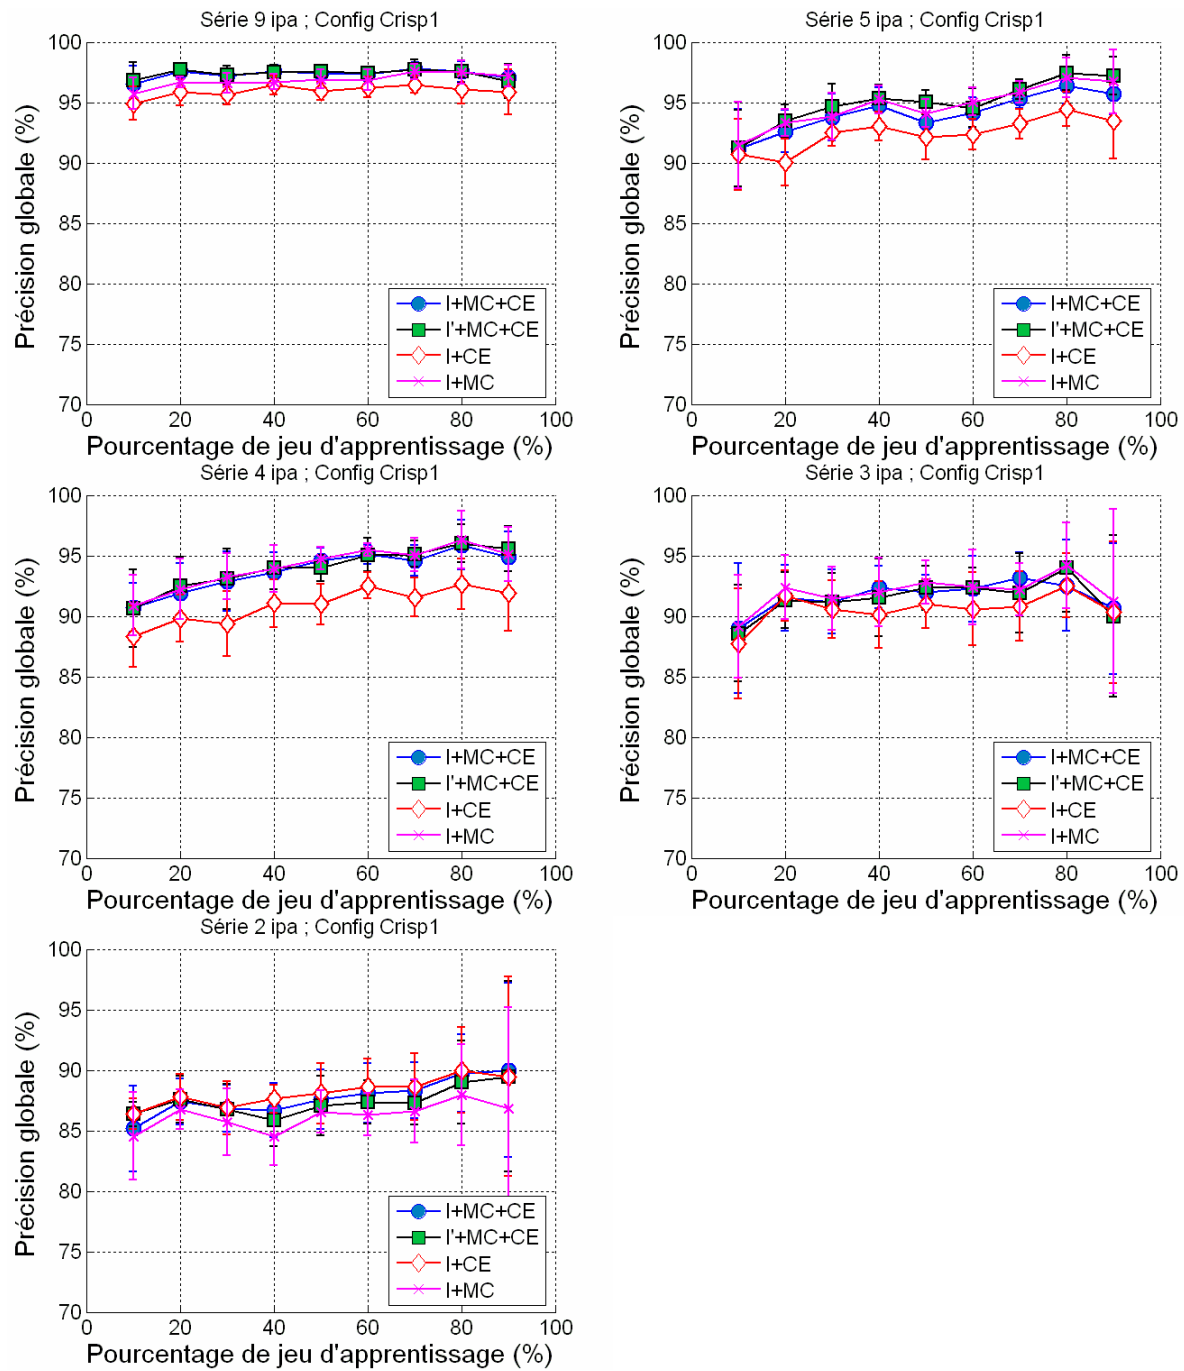 Série 9 ipa ; Config Crisp1
100
95
90
85
80
75
70
0
20
40
60
80
100
Précision globale (%)
Pourcentage de jeu d'apprentissage (%)
I+MC+CE
I'+MC+CE
I+CE
I+MC
Série 5 ipa ; Config Crisp1
100
95
90
85
80
75
70
0
20
40
60
80
100
Précision globale (%)
Pourcentage de jeu d'apprentissage (%)
I+MC+CE
I'+MC+CE
I+CE
I+MC
Série 4 ipa ; Config Crisp1
100
95
90
85
80
75
70
0
20
40
60
80
100
Précision globale (%)
Pourcentage de jeu d'apprentissage (%)
I+MC+CE
I'+MC+CE
I+CE
I+MC
Série 3 ipa ; Config Crisp1
100
95
90
85
80
75
70
0
20
40
60
80
100
Précision globale (%)
Pourcentage de jeu d'apprentissage (%)
I+MC+CE
I'+MC+CE
I+CE
I+MC
Série 2 ipa ; Config Crisp1
100
95
90
85
80
75
70
0
20
40
60
80
100
Précision globale (%)
Pourcentage de jeu d'apprentissage (%)
I+MC+CE
I'+MC+CE
I+CE
I+MC